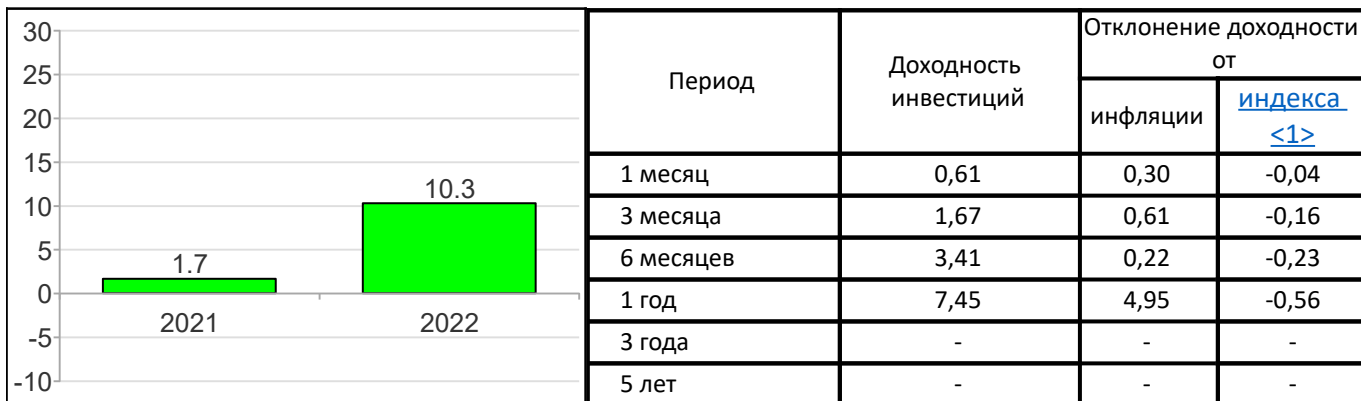 30
25
20
15
10
5
0
-5
-10
1.7
10.3
2021
2022
Период
Доходность
инвестиций
Отклонение доходности
от
инфляции
индекса
<1>
1 месяц 0,61 0,30 -0,04
3 месяца 1,67 0,61 -0,16
6 месяцев 3,41 0,22 -0,23
1 год 7,45 4,95 -0,56
3 года - - -
5 лет - - -